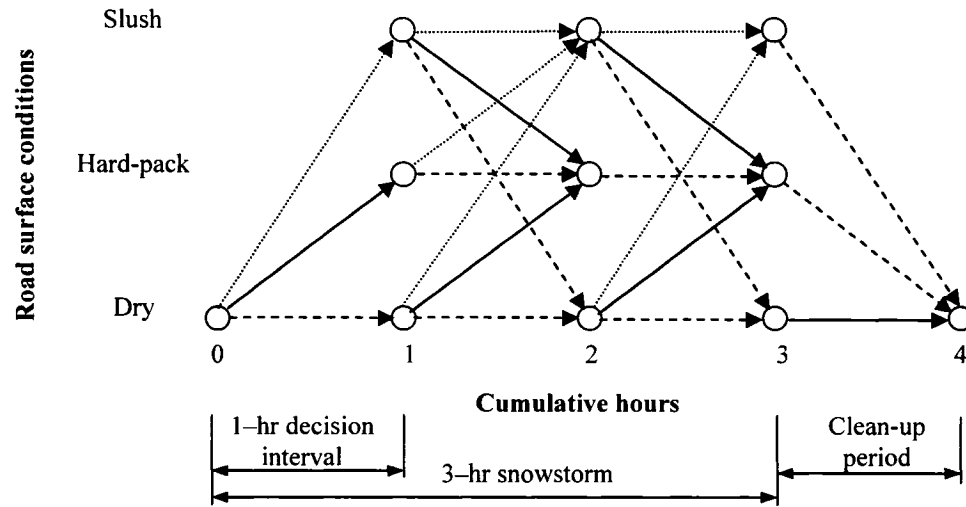 Slush
Hard-pack
Dry
Road surface conditions
0 1 2 3 4
Cumulative hours
1–hr decision
interval
3–hr snowstorm
Clean-up
period